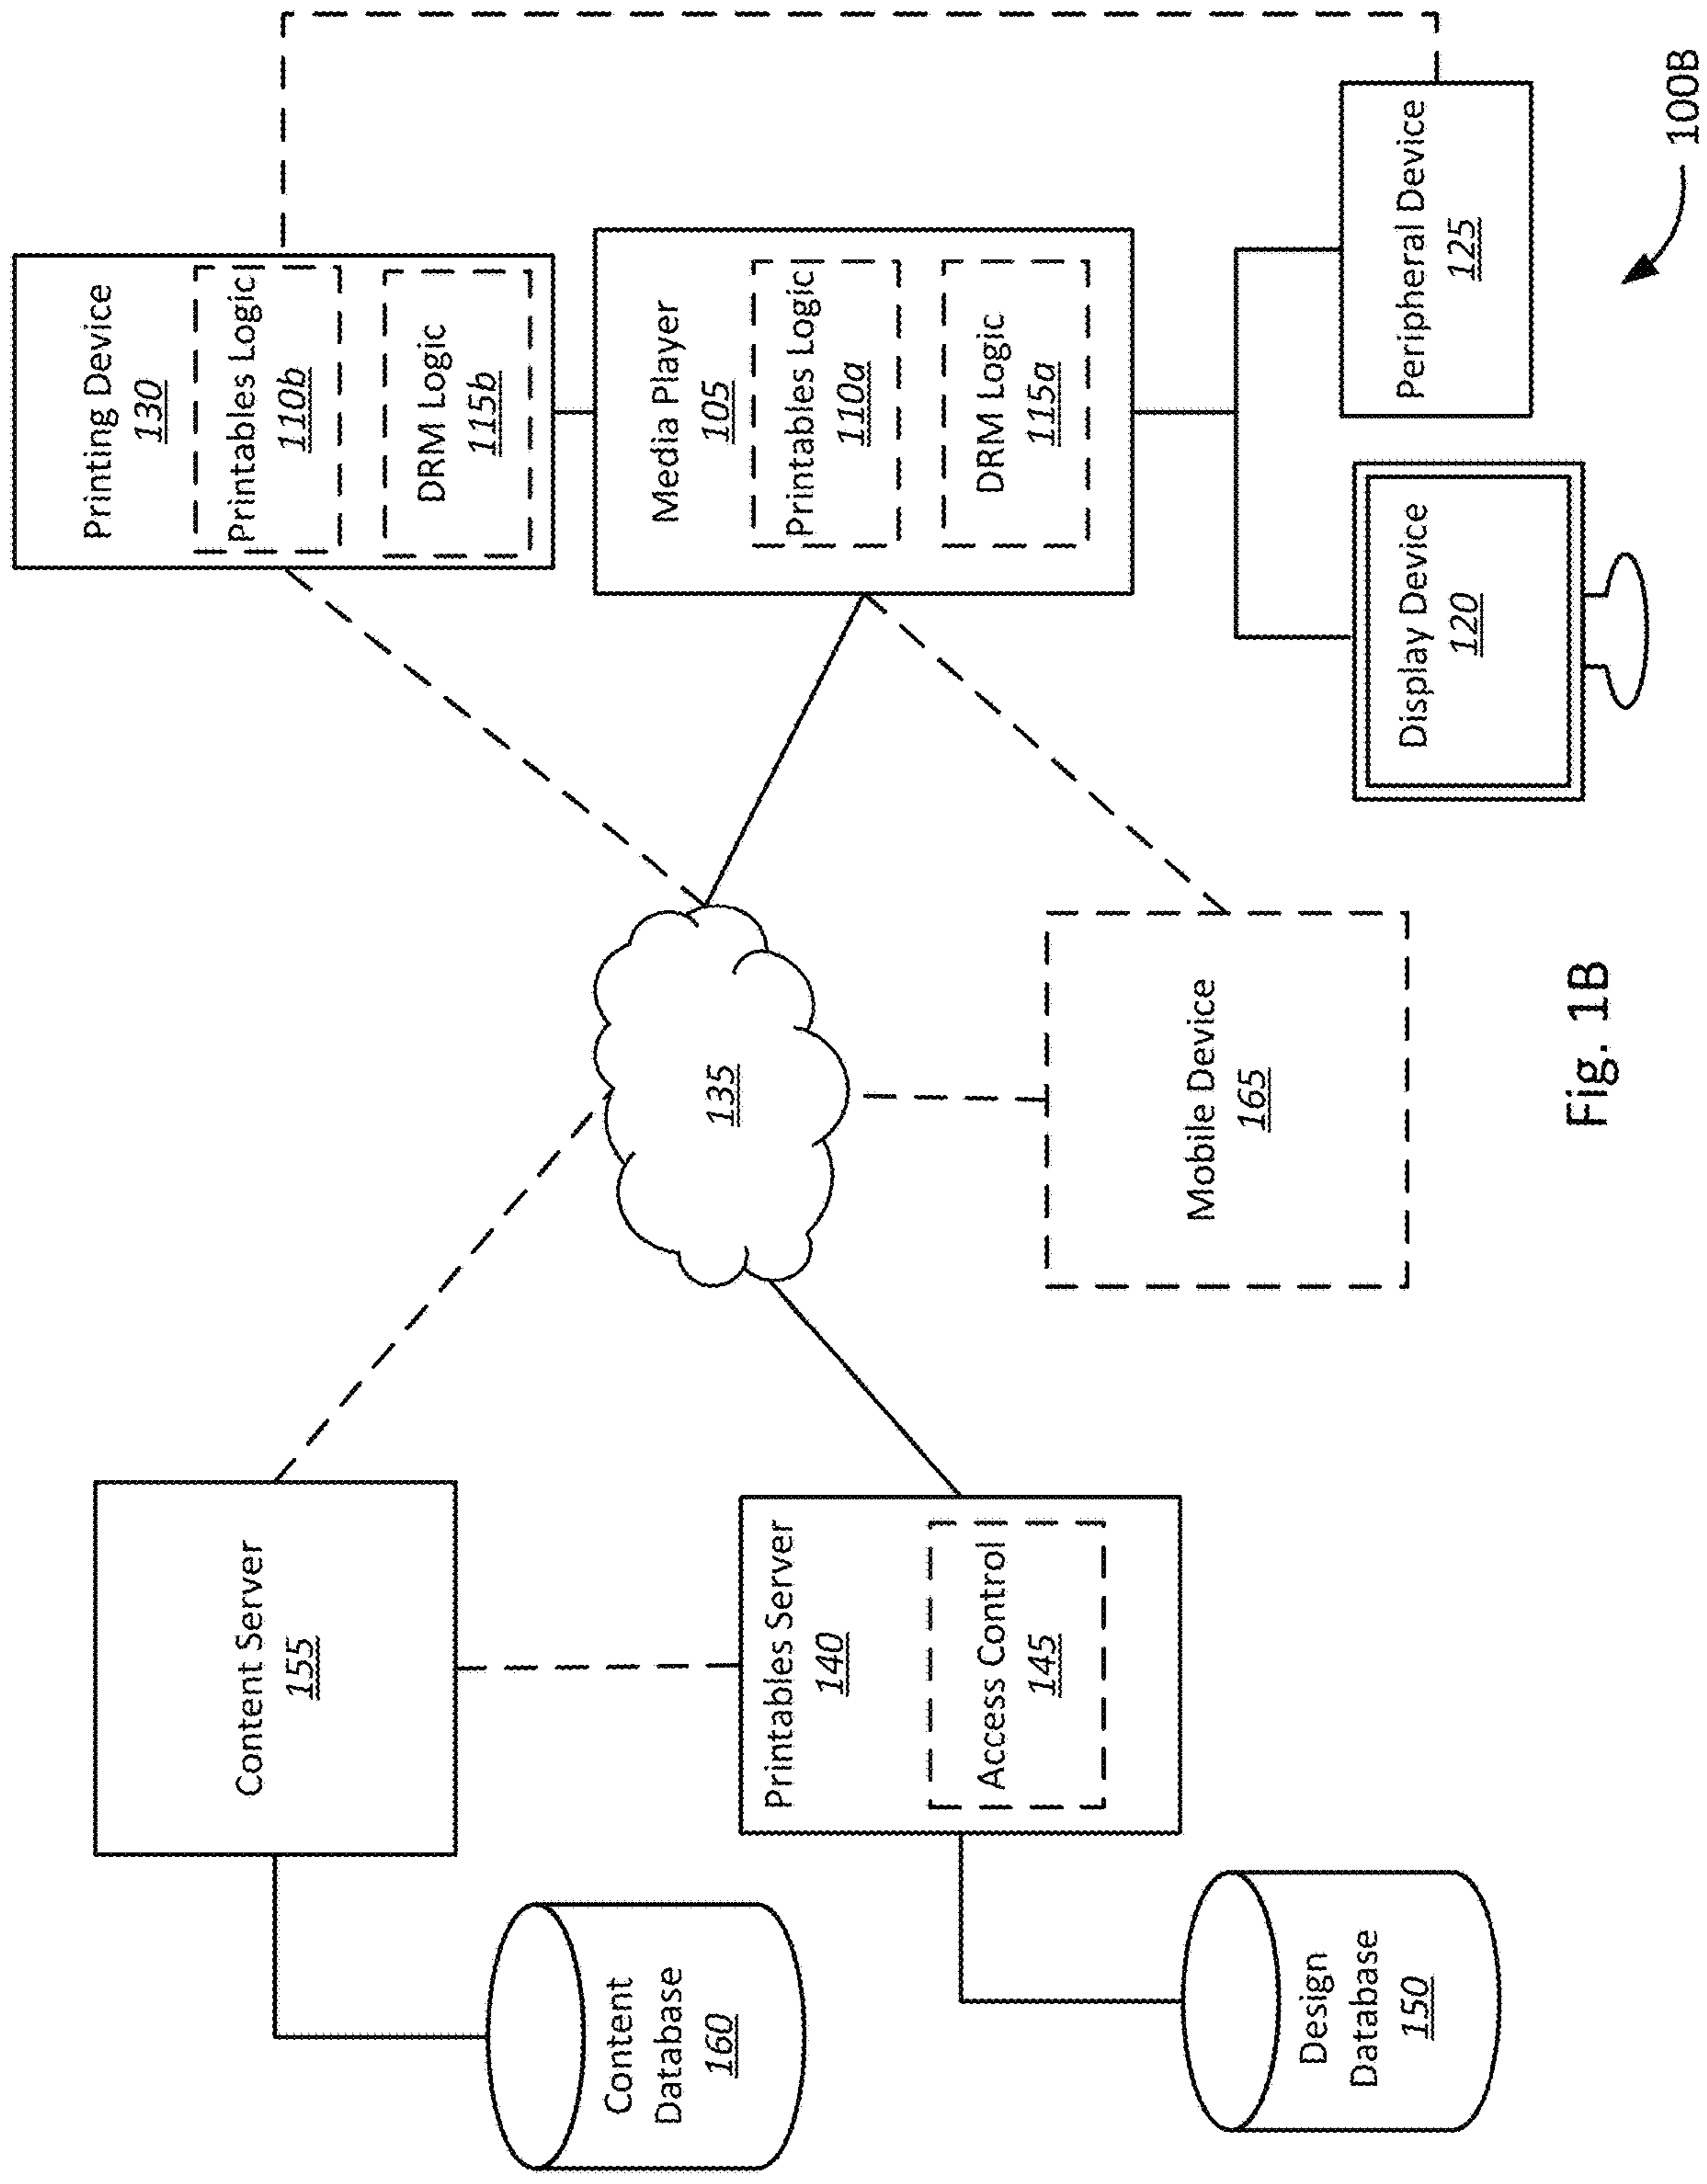 Content Server
155
Content
Database
160
Printables Server
140
Access Control
145
Design
Database
150
135
Mobile Device
165
Printing Device
130
Printables Logic
110b
DRM Logic
115b
Media Player
105
Printables Logic
110a
DRM Logic
115a
Display Device
120
Peripheral Device
125
100B
Fig. 1B